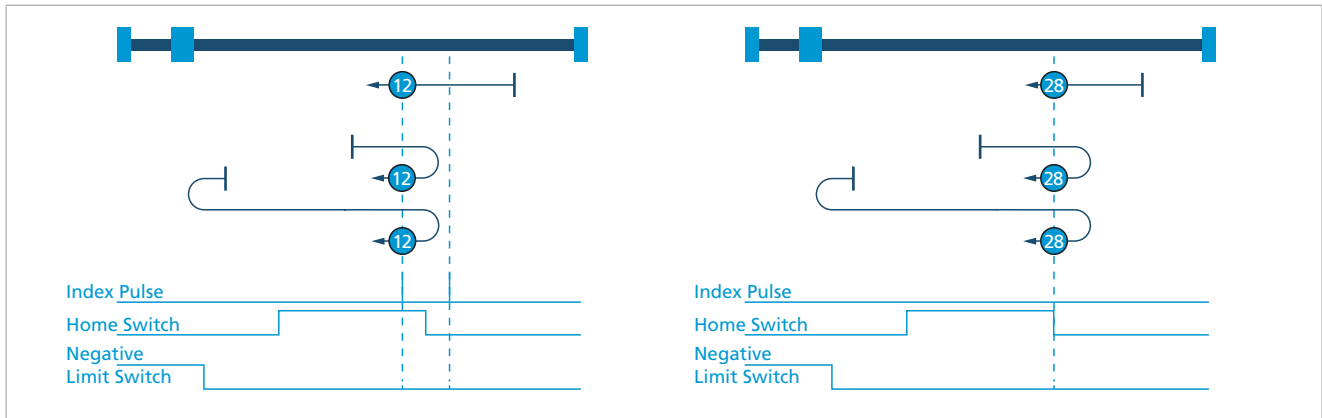 12
12
12
Index Pulse
Home Switch
Negative
Limit Switch
28
28
28
Index Pulse
Home Switch
Negative
Limit Switch